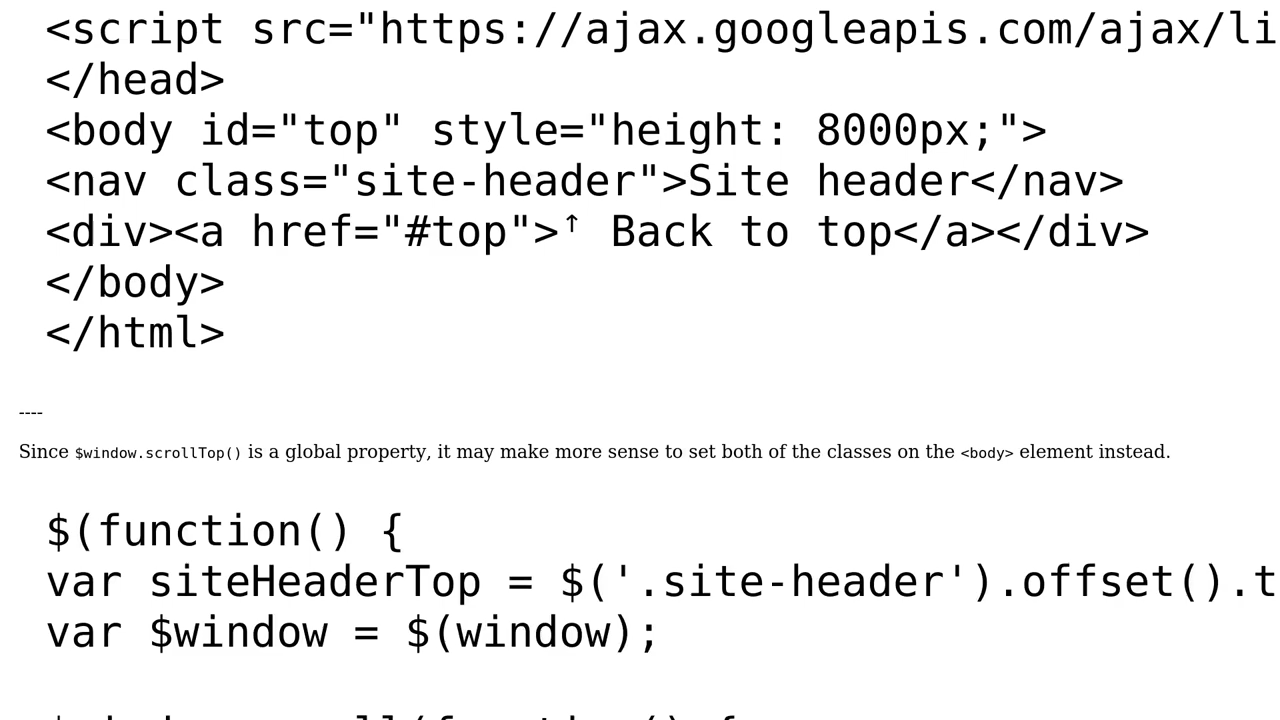 <script src="https://ajax.googleapis.com/ajax/li
</head>
<body id="top" style="height: 8000px;">
<nav class="site-header">Site header</nav>
<div><a href="#top">↑ Back to top</a></div>
</body>
</html>
----
Since $window.scrollTop() is a global property, it may make more sense to set both of the classes on the <body> element instead.
$(function() {
var siteHeaderTop = $('.site-header').offset().t
var $window = $(window);